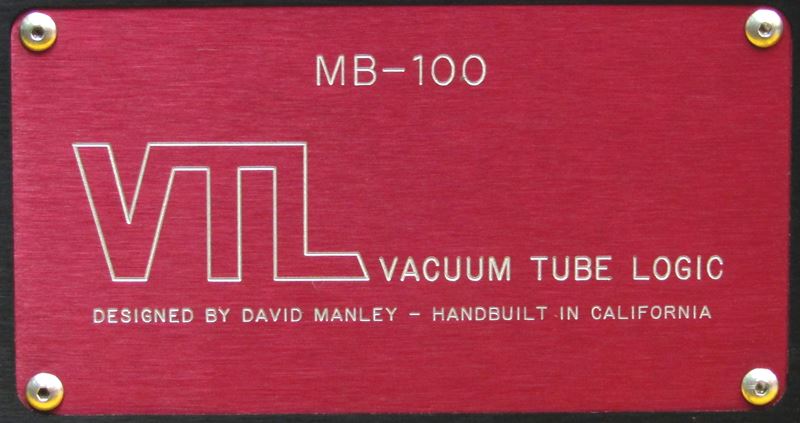 MB-100
VTL VACUUM TUBE LOGIC
DESIGNED BY DAVID MANLEY - HANDBUILT IN CALIFORNIA